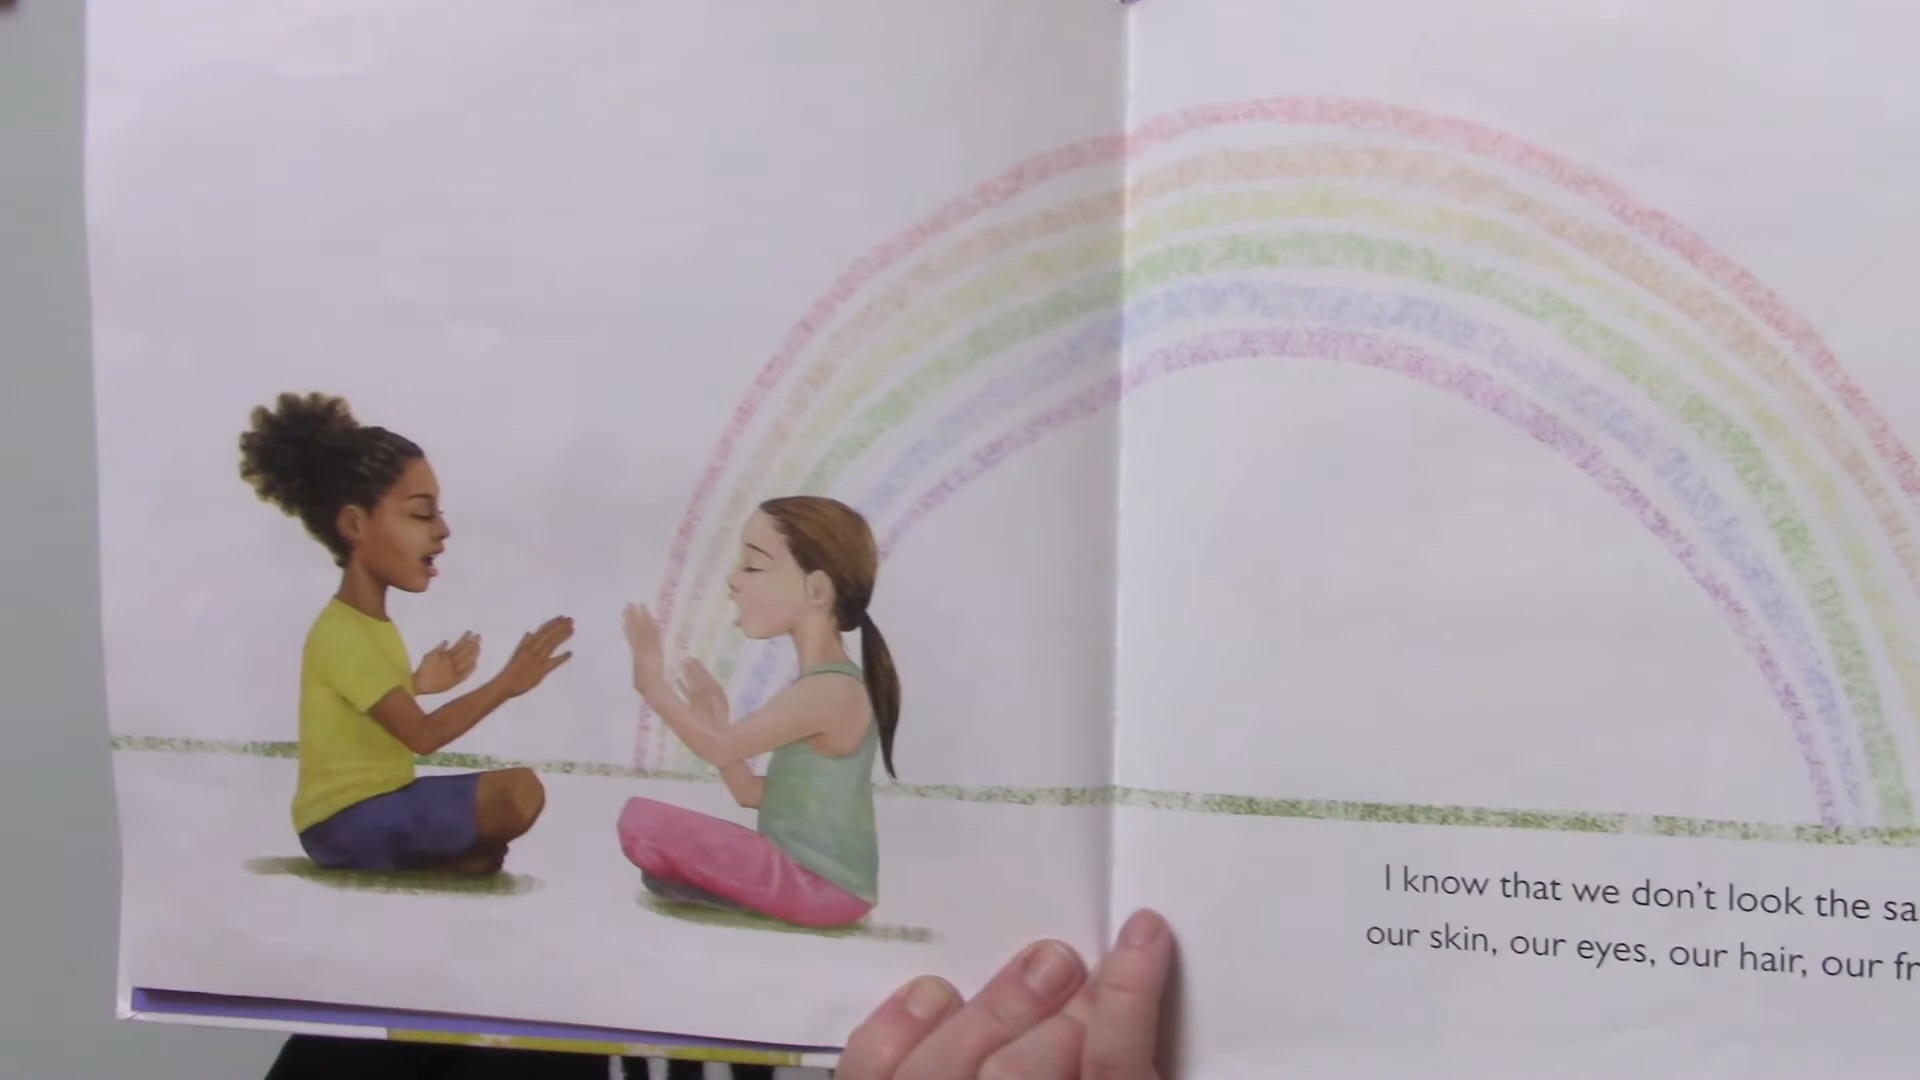 I know that we don't look the sa
our skin, our eyes, our hair, our fr